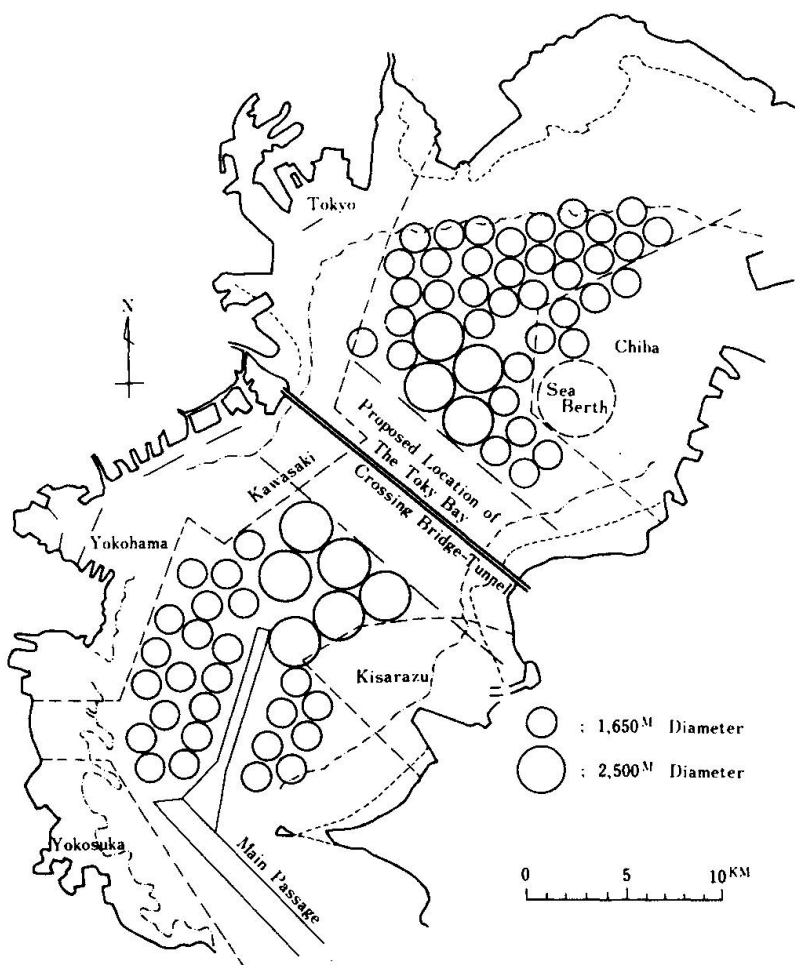 Tokyo
N
Chiba
Sea
Berth
Proposed Location of
The Toky Bay
Crossing Bridge-Tunnel
Kawasaki
Yokohama
Kisarazu
: 1,650M Diameter
: 2,500M Diameter
Yokosuka
Main Passage
0 5 10KM